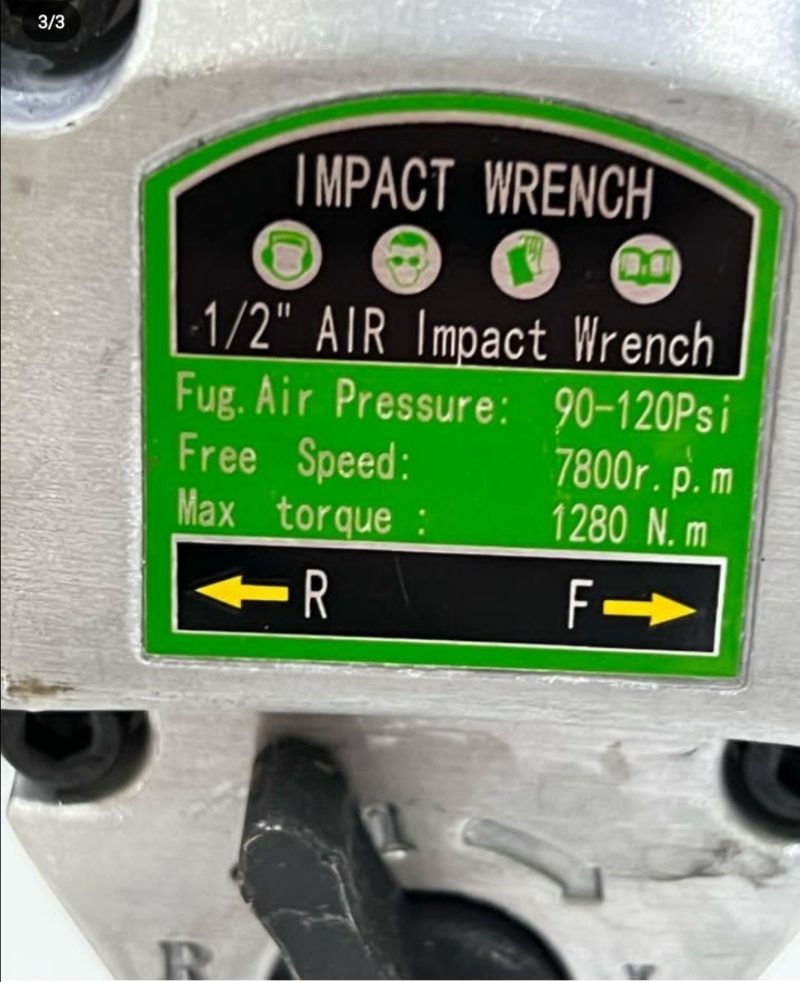 3/3
IMPACT WRENCH
1/2" AIR Impact Wrench
Fug. Air Pressure: 90-120Psi
Free Speed: 7800r.p.m
Max torque : 1280 N.m
R F
1
R